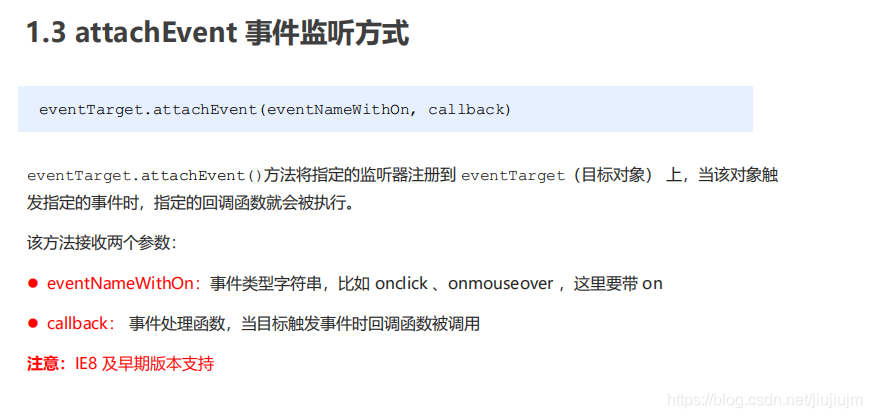 1.3 attachEvent 事件监听方式
eventTarget.attachEvent(eventNameWithOn, callback)
eventTarget.attachEvent()方法将指定的监听器注册到 eventTarget（目标对象） 上，当该对象触
发指定的事件时，指定的回调函数就会被执行。
该方法接收两个参数：
● eventNameWithOn：事件类型字符串，比如 onclick 、onmouseover ，这里要带 on
● callback： 事件处理函数，当目标触发事件时回调函数被调用
注意：IE8 及早期版本支持
https://blog.csdn.net/jiujiujm